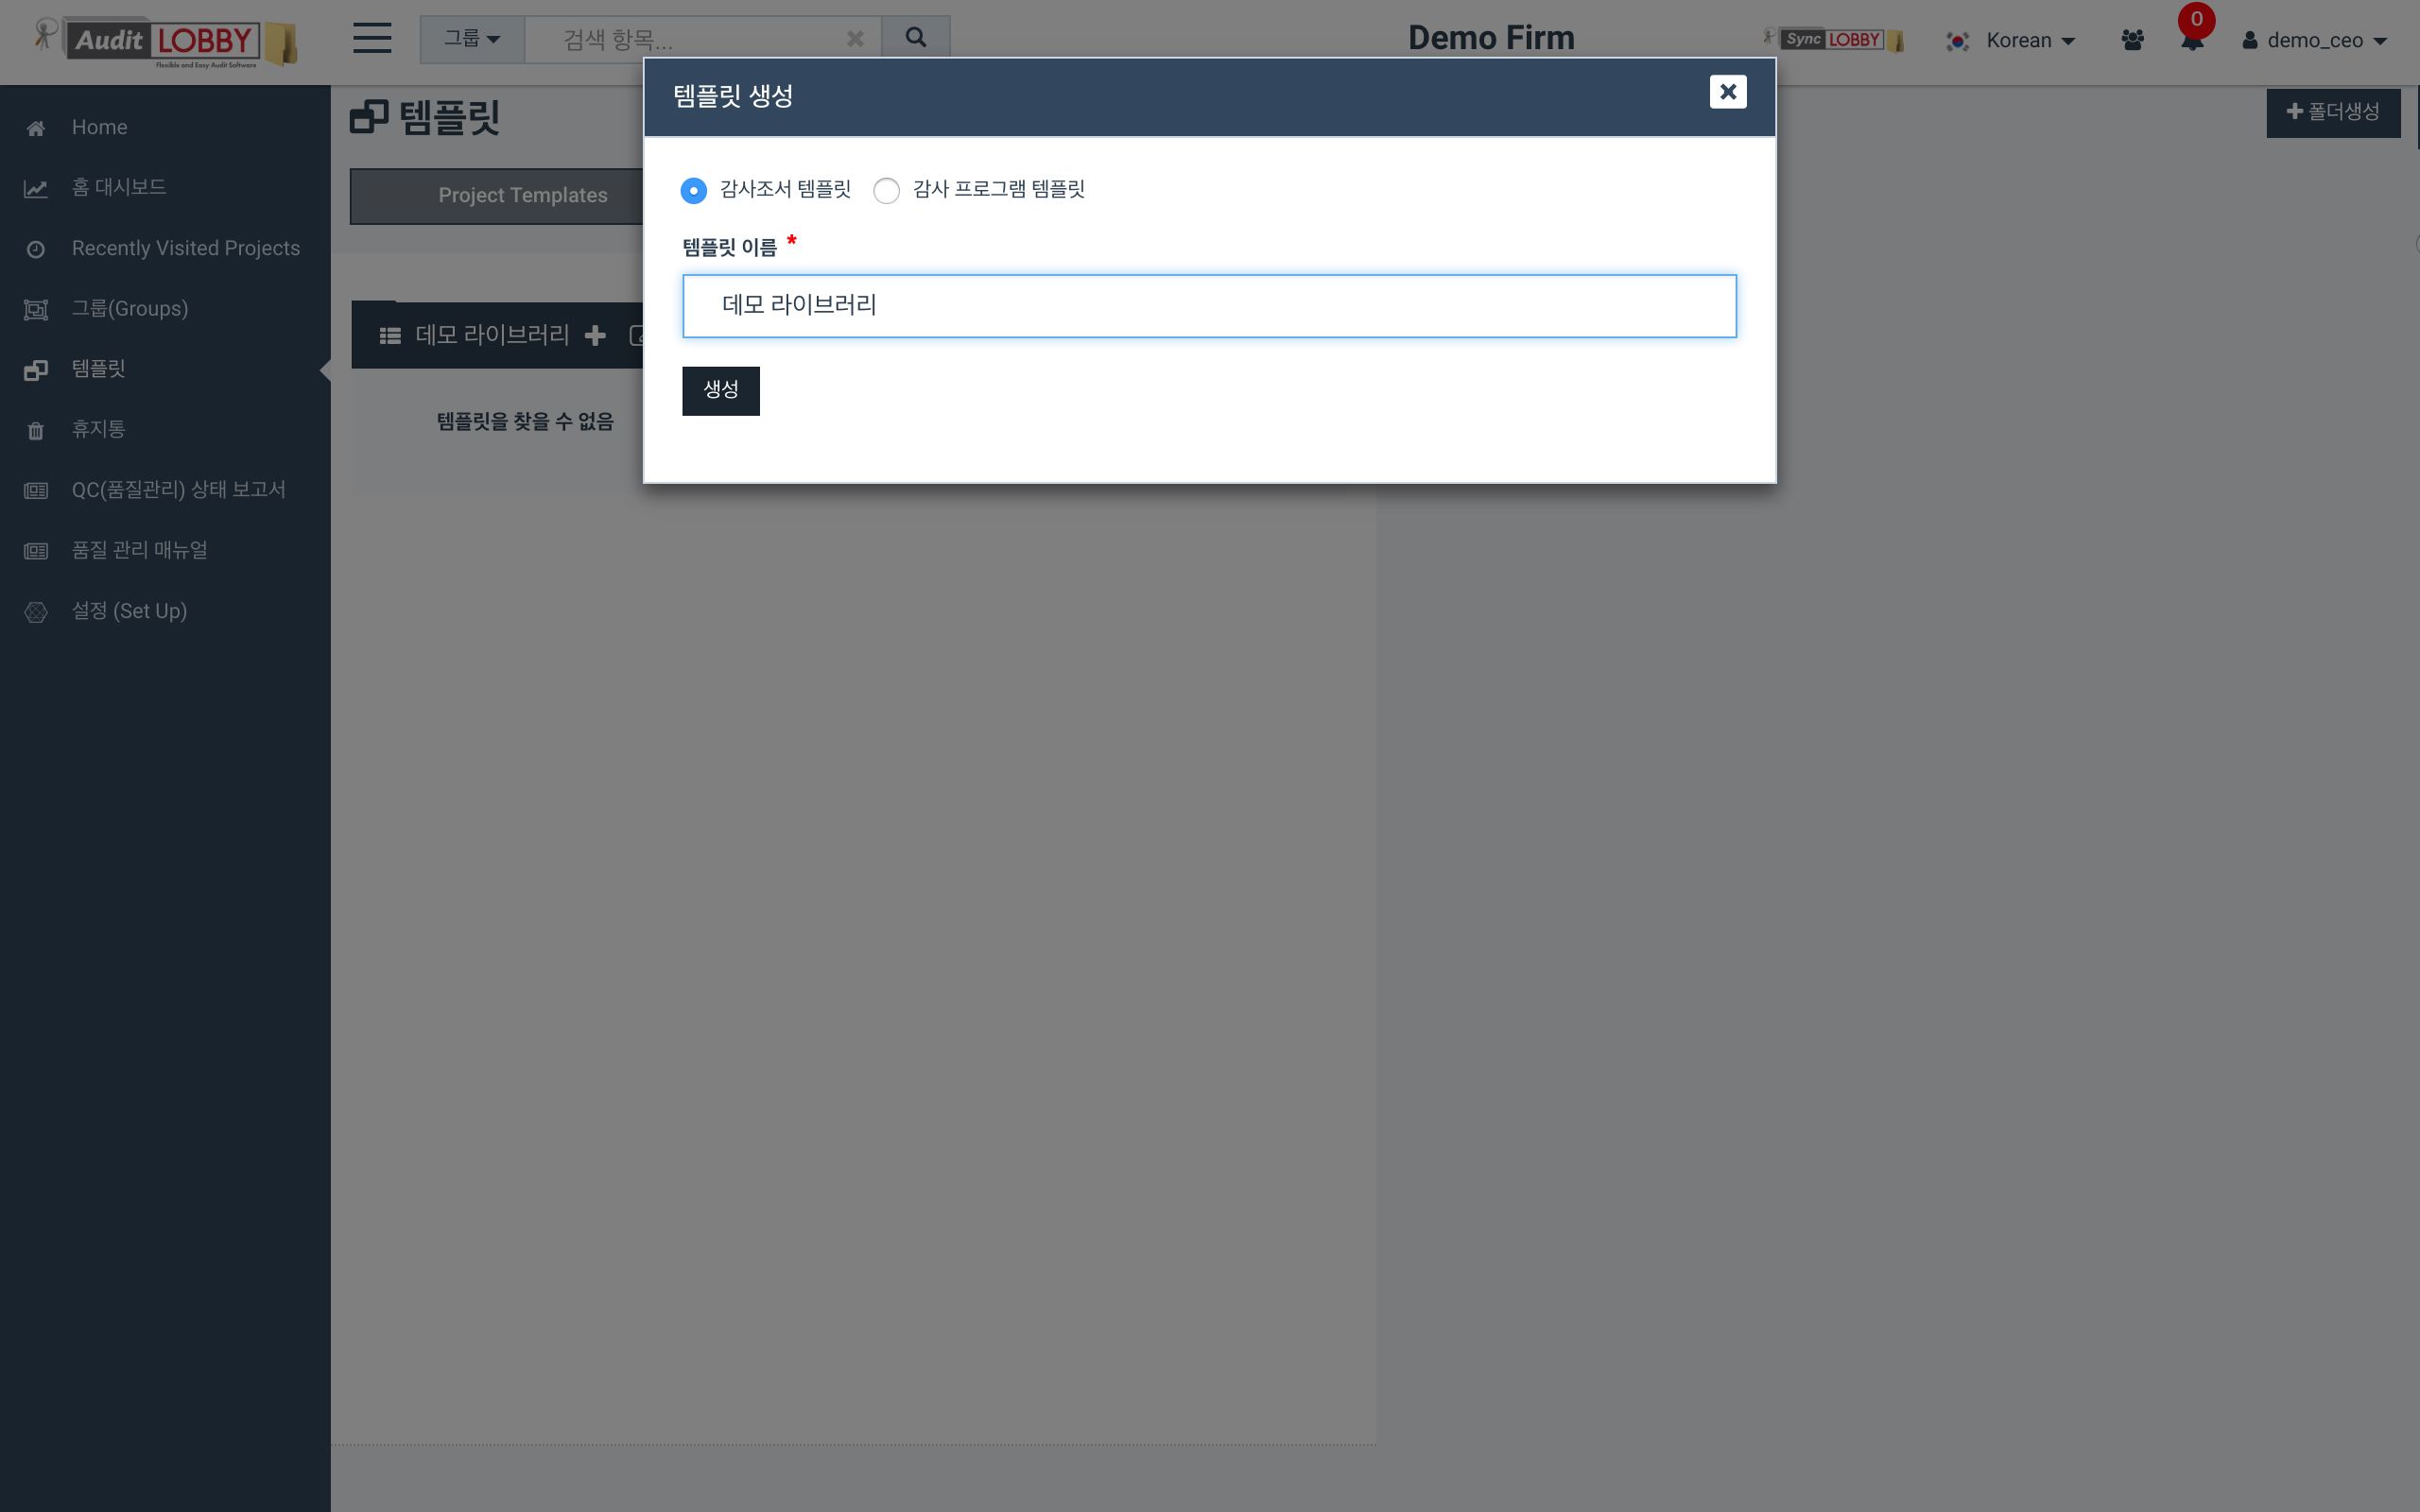 Audit LOBBY
Flexible and Easy Audit Software
그룹
검색 항목...
Demo Firm
Sync LOBBY
Korean
0
demo_ceo
템플릿 생성
감사조서 템플릿
감사 프로그램 템플릿
템플릿 이름 *
데모 라이브러리
생성
Home
홈 대시보드
Recently Visited Projects
그룹(Groups)
템플릿
휴지통
QC(품질관리) 상태 보고서
품질 관리 매뉴얼
설정 (Set Up)
템플릿
폴더생성
Project Templates
데모 라이브러리
템플릿을 찾을 수 없음